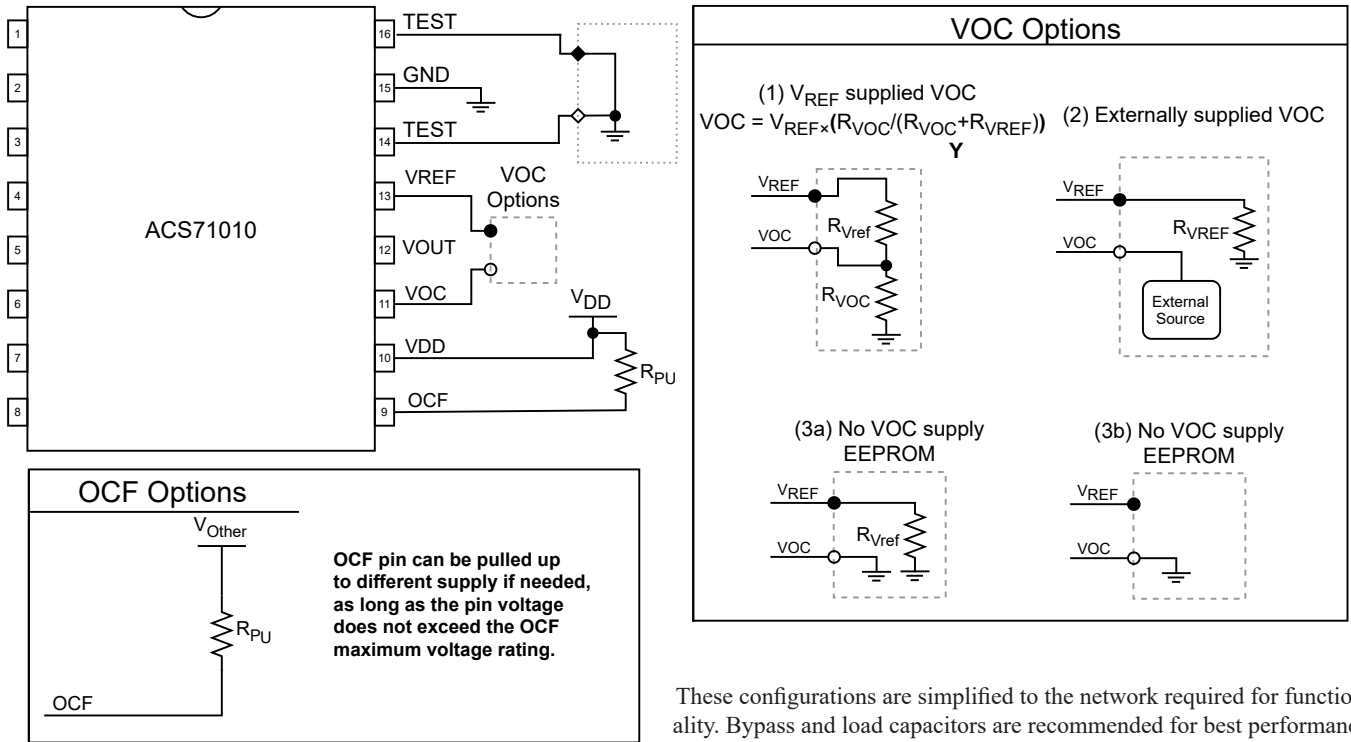 1
2
3
4
5
6
7
8
ACS71010
16 TEST
15 GND
14 TEST
13 VREF
12 VOUT
11 VOC
10 VDD
9 OCF
VOC
Options
VDD
RPU
OCF Options
VOther
RPU
OCF
OCF pin can be pulled up
to different supply if needed,
as long as the pin voltage
does not exceed the OCF
maximum voltage rating.
VOC Options
(1) VREF supplied VOC
VOC = VREF×(RVOC/(RVOC+RVREF))
Y
VREF
VOC
RVref
RVOC
(2) Externally supplied VOC
VREF
VOC
RVREF
External
Source
(3a) No VOC supply
EEPROM
VREF
VOC
RVref
(3b) No VOC supply
EEPROM
VREF
VOC
These configurations are simplified to the network required for function
ality. Bypass and load capacitors are recommended for best performan